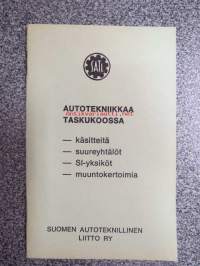 SATL
AUTOTEKNIIKKAA
TASKUKOOSSA
— käsitteitä
— suureyhtälöt
— SI-yksiköt
— muuntokertoimia
SUOMEN AUTOTEKNILLINEN
LIITTO RY